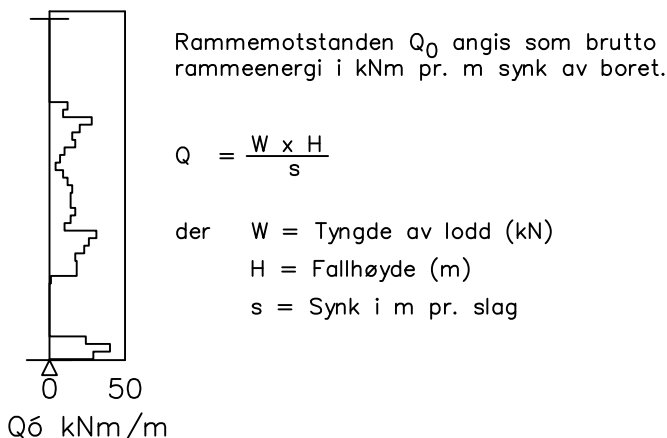 Rammemotstanden Q0 angis som brutto
rammeenergi i kNm pr. m synk av boret.
Q = W x H
s
der W = Tyngde av lodd (kN)
H = Fallhøyde (m)
s = Synk i m pr. slag
0 50
Qó kNm/m